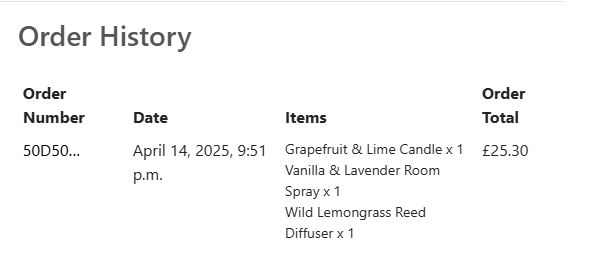 Order History
Order Number
Date
Items
Order Total
50D50...
April 14, 2025, 9:51
p.m.
Grapefruit & Lime Candle x 1
Vanilla & Lavender Room
Spray x 1
Wild Lemongrass Reed
Diffuser x 1
£25.30